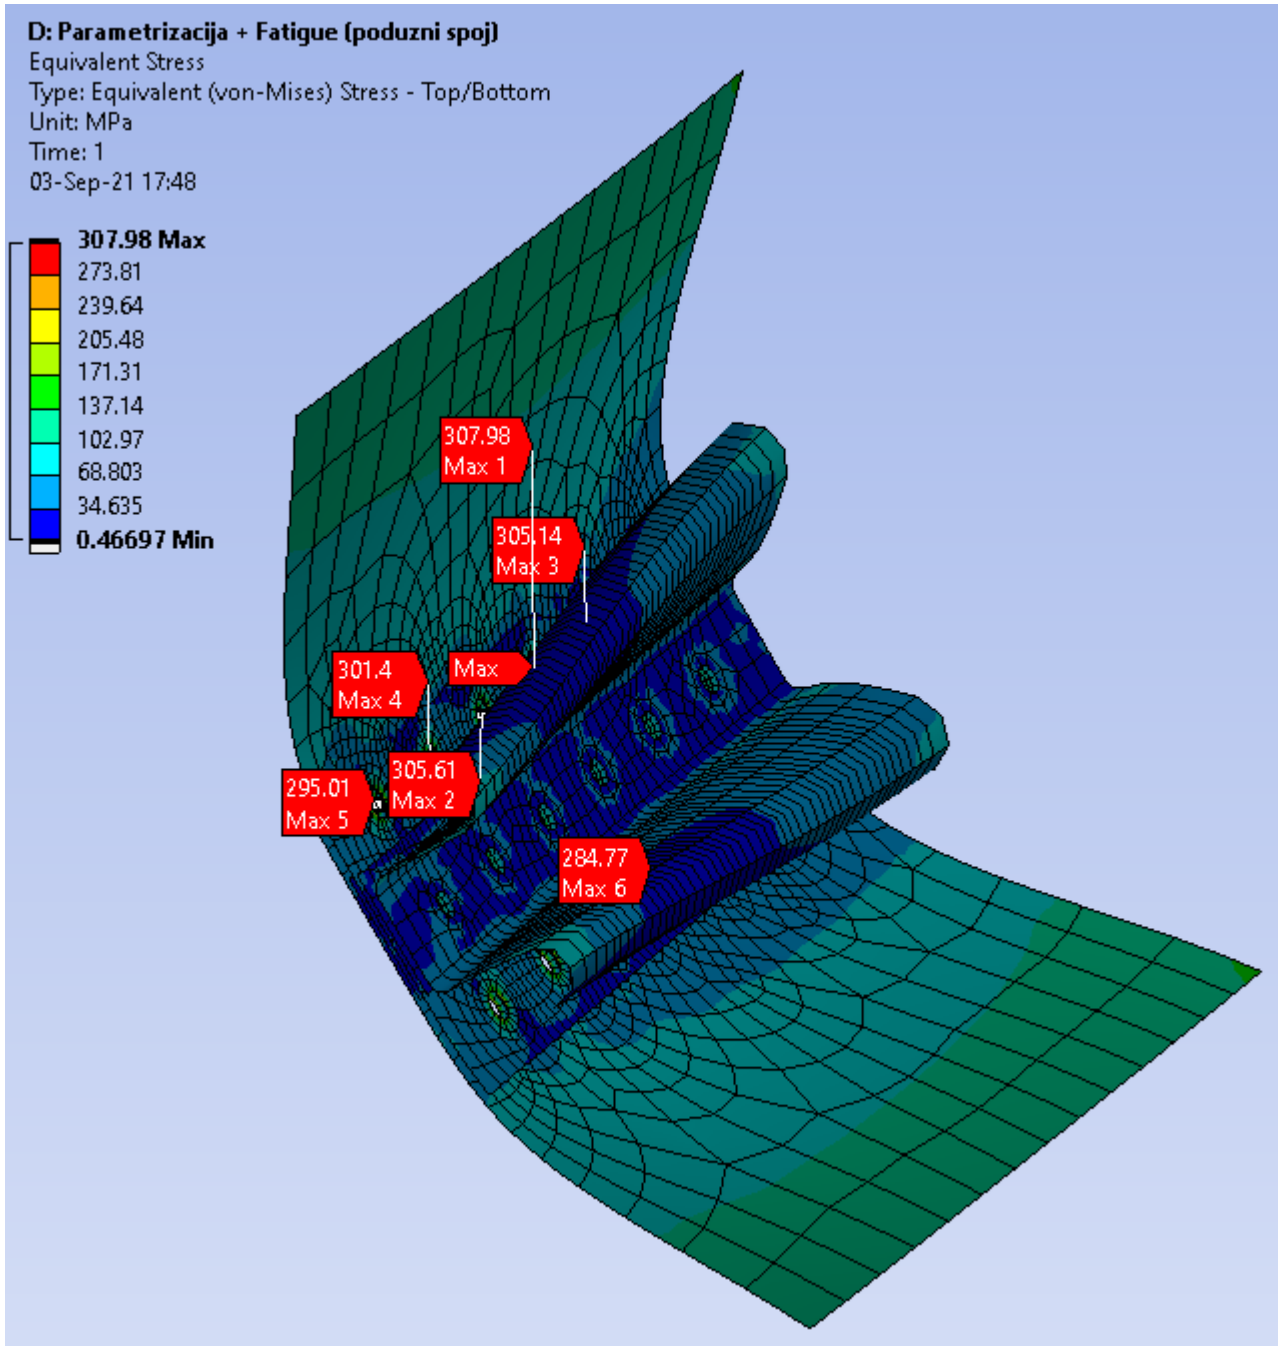 D: Parametrizacija + Fatigue (poduzni spoj)
Equivalent Stress
Type: Equivalent (von-Mises) Stress - Top/Bottom
Unit: MPa
Time: 1
03-Sep-21 17:48
307.98 Max
273.81
239.64
205.48
171.31
137.14
102.97
68.803
34.635
0.46697 Min
307.98
Max 1
305.14
Max 3
301.4
Max 4
Max
295.01
Max 5
305.61
Max 2
284.77
Max 6